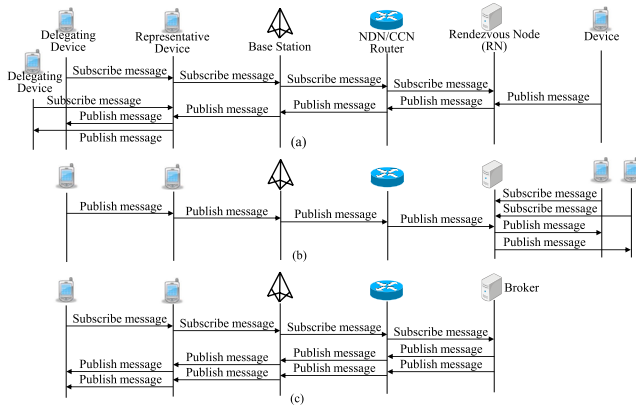 Delegating
Device
Representative
Device
Base Station
NDN/CCN
Router
Rendezvous Node
(RN)
Device
Delegating
Device
Subscribe message
Subscribe message
Subscribe message
Subscribe message
Subscribe message
Publish message
Publish message
Publish message
Publish message
Publish message
Publish message
(a)
Subscribe message
Subscribe message
Publish message
Publish message
Publish message
Publish message
Publish message
Publish message
(b)
Broker
Subscribe message
Subscribe message
Subscribe message
Subscribe message
Publish message
Publish message
Publish message
Publish message
Publish message
Publish message
Publish message
Publish message
(c)